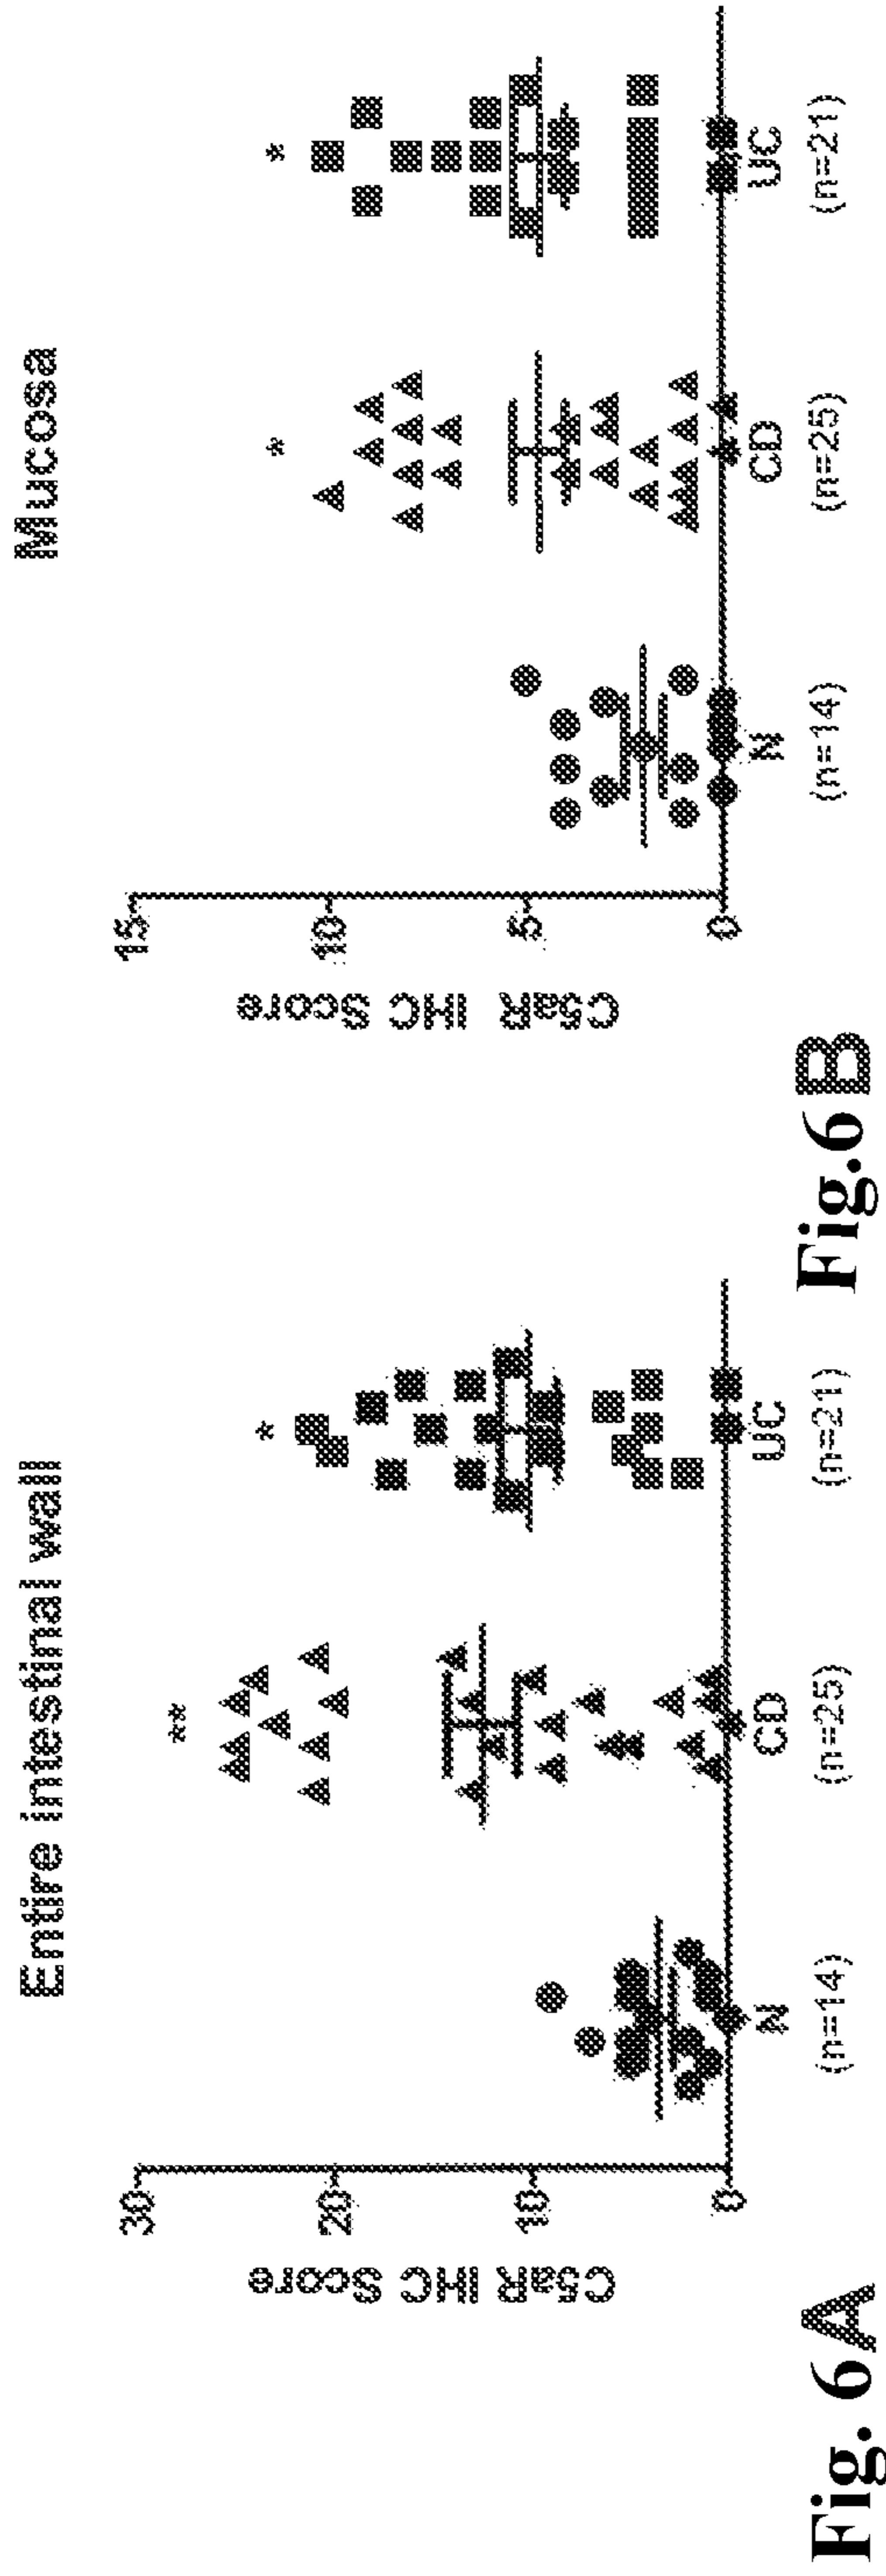 Entire intestinal wall
C5aR IHC Score
30
20
10
0
**
*
N
CD
UC
(n=14)
(n=25)
(n=21)
Fig. 6A
Mucosa
C5aR IHC Score
15
10
5
0
*
*
N
CD
UC
(n=14)
(n=25)
(n=21)
Fig.6B